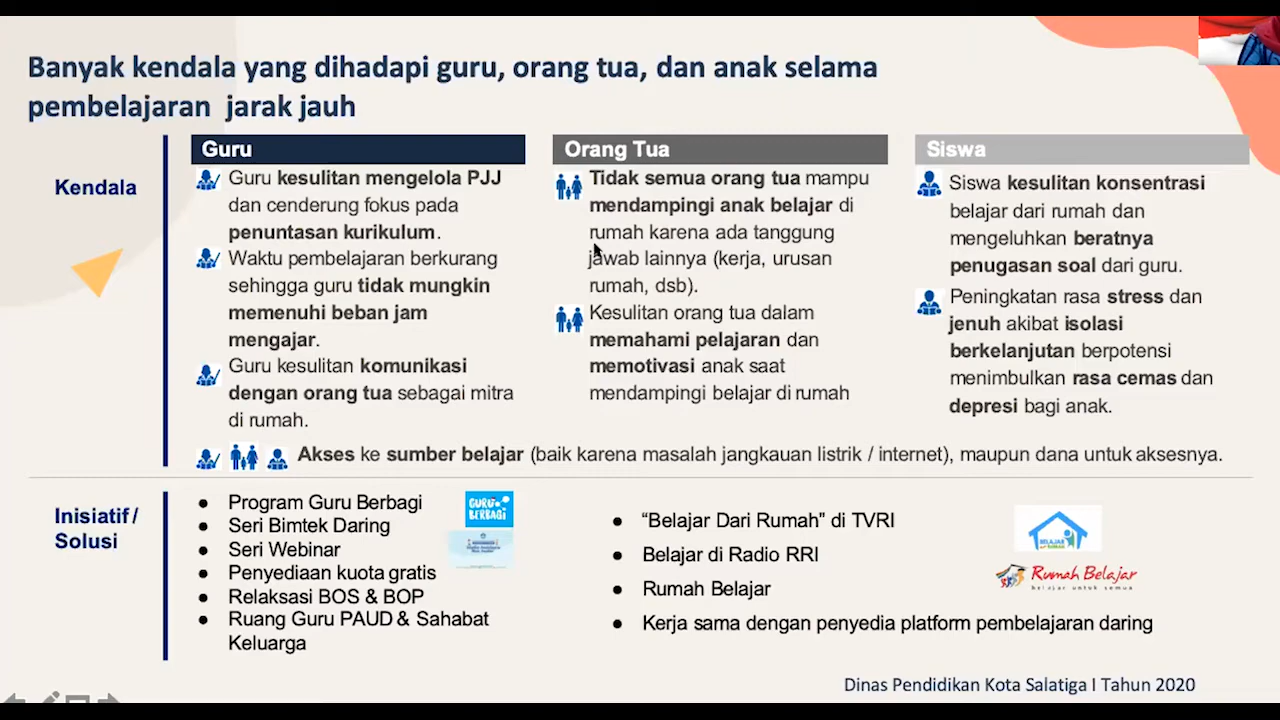 Banyak kendala yang dihadapi guru, orang tua, dan anak selama
pembelajaran jarak jauh
Kendala
Guru
Guru kesulitan mengelola PJJ
dan cenderung fokus pada
penuntasan kurikulum.
Waktu pembelajaran berkurang
sehingga guru tidak mungkin
memenuhi beban jam
mengajar.
Guru kesulitan komunikasi
dengan orang tua sebagai mitra
di rumah.
Orang Tua
Tidak semua orang tua mampu
mendampingi anak belajar di
rumah karena ada tanggung
jawab lainnya (kerja, urusan
rumah, dsb).
Kesulitan orang tua dalam
memahami pelajaran dan
memotivasi anak saat
mendampingi belajar di rumah
Siswa
Siswa kesulitan konsentrasi
belajar dari rumah dan
mengeluhkan beratnya
penugasan soal dari guru.
Peningkatan rasa stress dan
jenuh akibat isolasi
berkelanjutan berpotensi
menimbulkan rasa cemas dan
depresi bagi anak.
Akses ke sumber belajar (baik karena masalah jangkauan listrik / internet), maupun dana untuk aksesnya.
Inisiatif /
Solusi
● Program Guru Berbagi
● Seri Bimtek Daring
● Seri Webinar
● Penyediaan kuota gratis
● Relaksasi BOS & BOP
● Ruang Guru PAUD & Sahabat
Keluarga
GURU
BERBAGI
● “Belajar Dari Rumah” di TVRI
● Belajar di Radio RRI
● Rumah Belajar
● Kerja sama dengan penyedia platform pembelajaran daring
BELAJAR
Rumah Belajar
belajar untuk semua
Dinas Pendidikan Kota Salatiga I Tahun 2020